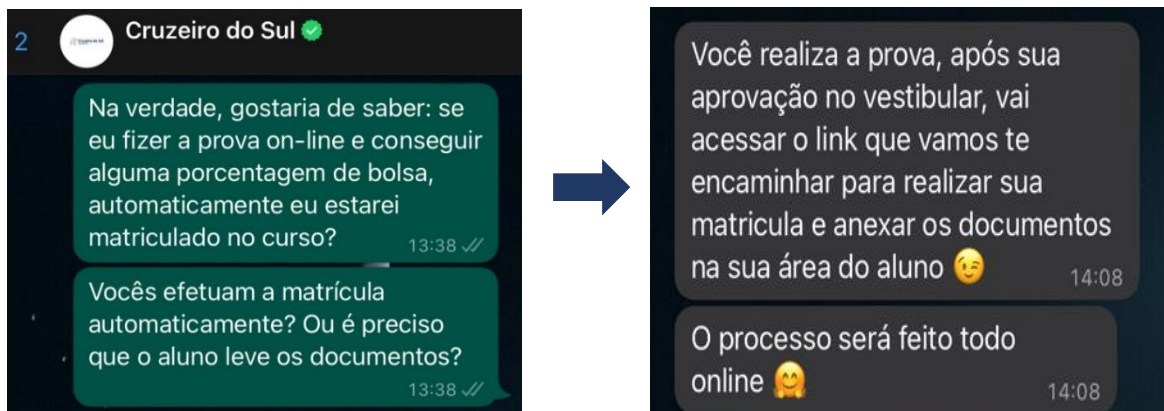 2
Cruzeiro do Sul
Na verdade, gostaria de saber: se
eu fizer a prova on-line e conseguir
alguma porcentagem de bolsa,
automaticamente eu estarei
matriculado no curso?
13:38
Vocês efetuam a matrícula
automaticamente? Ou é preciso
que o aluno leve os documentos?
13:38
Você realiza a prova, após sua
aprovação no vestibular, vai
acessar o link que vamos te
encaminhar para realizar sua
matricula e anexar os documentos
na sua área do aluno 😉
14:08
O processo será feito todo
online 🤗
14:08